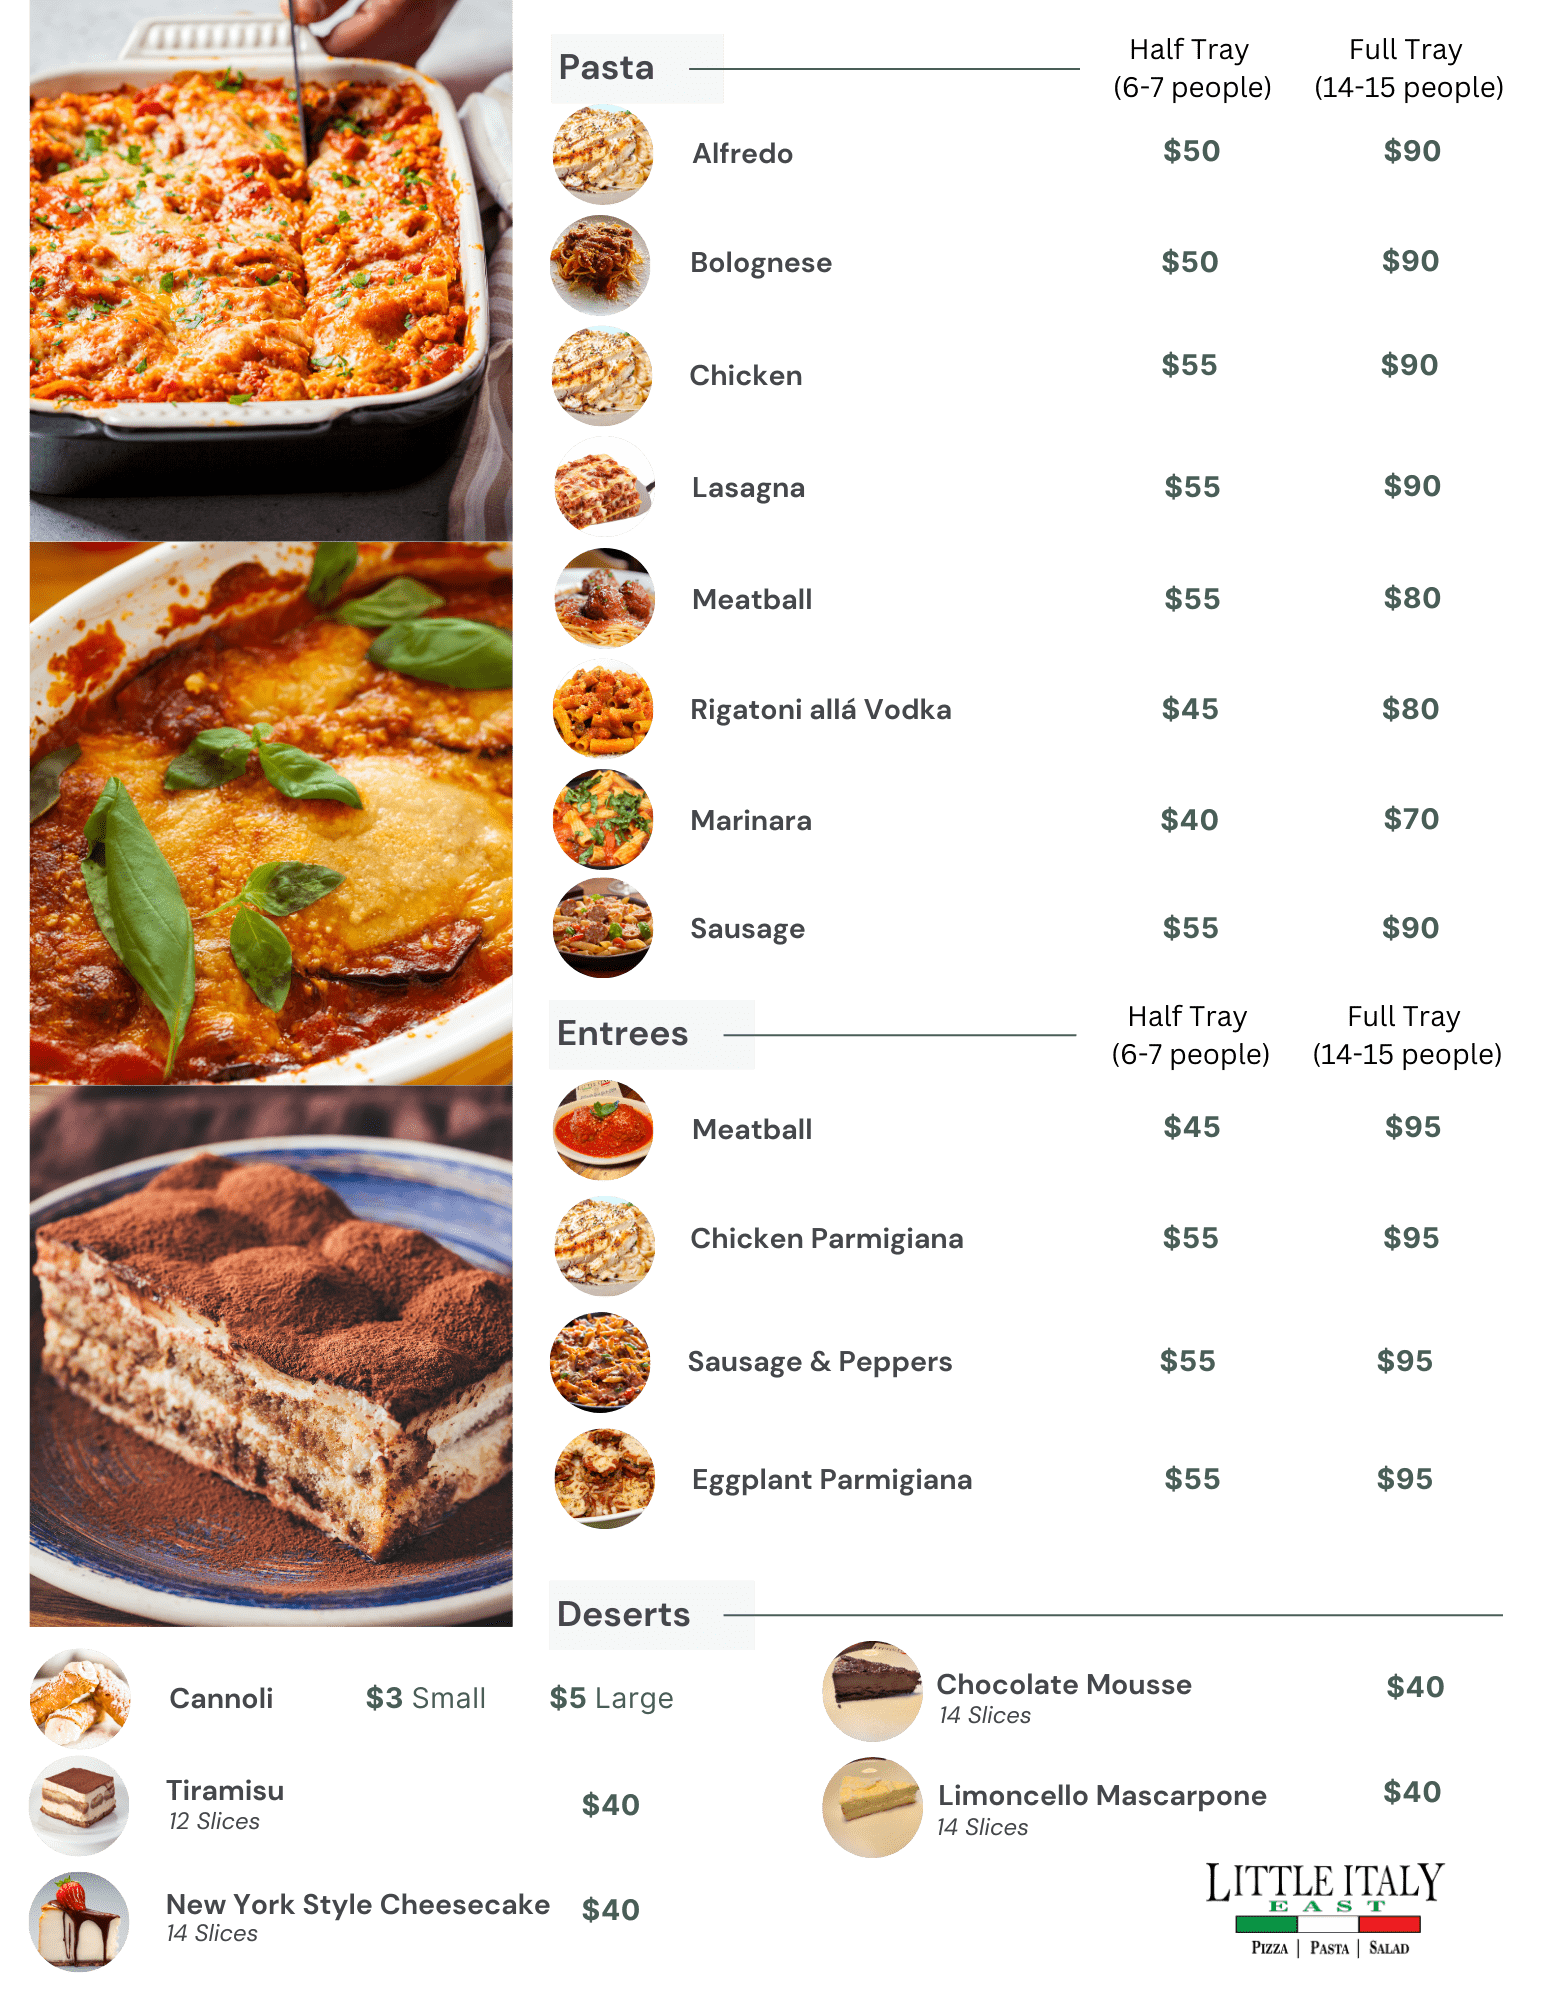 Pasta
Half Tray
(6-7 people)
Full Tray
(14-15 people)
Alfredo $50 $90
Bolognese $50 $90
Chicken $55 $90
Lasagna $55 $90
Meatball $55 $80
Rigatoni allá Vodka $45 $80
Marinara $40 $70
Sausage $55 $90
Entrees
Half Tray
(6-7 people)
Full Tray
(14-15 people)
Meatball $45 $95
Chicken Parmigiana $55 $95
Sausage & Peppers $55 $95
Eggplant Parmigiana $55 $95
Deserts
Cannoli $3 Small $5 Large
Tiramisu $40
12 Slices
New York Style Cheesecake $40
14 Slices
Chocolate Mousse $40
14 Slices
Limoncello Mascarpone $40
14 Slices
LITTLE ITALY
EAST
PIZZA | PASTA | SALAD